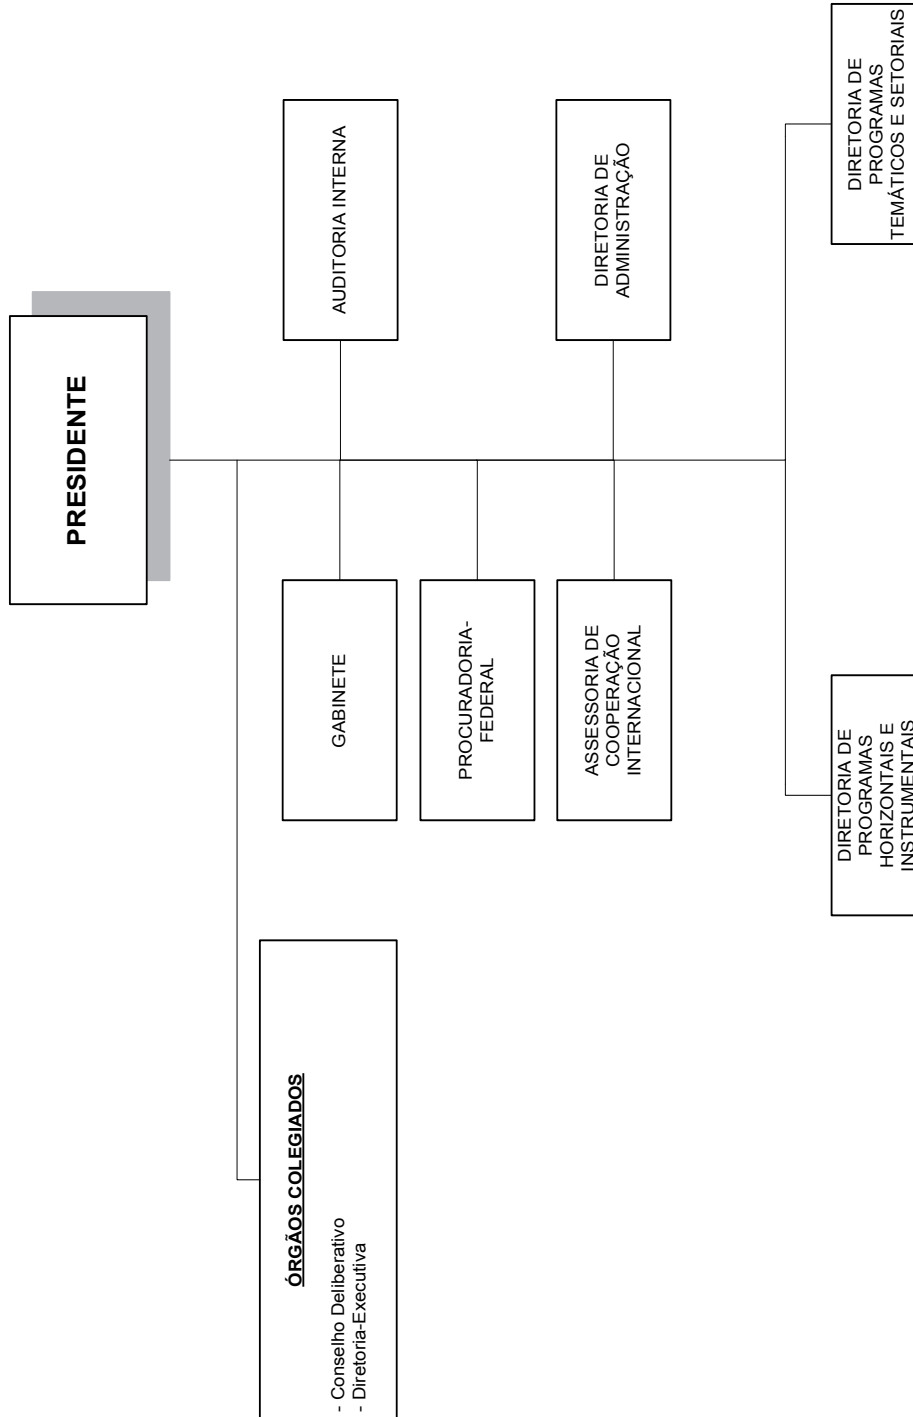 PRESIDENTE
ÓRGÃOS COLEGIADOS
- Conselho Deliberativo
- Diretoria-Executiva
GABINETE
AUDITORIA INTERNA
PROCURADORIA-
FEDERAL
ASSESSORIA DE
COOPERAÇÃO
INTERNACIONAL
DIRETORIA DE
ADMINISTRAÇÃO
DIRETORIA DE
PROGRAMAS
HORIZONTAIS E
INSTRUMENTAIS
DIRETORIA DE
PROGRAMAS
TEMÁTICOS E SETORIAIS